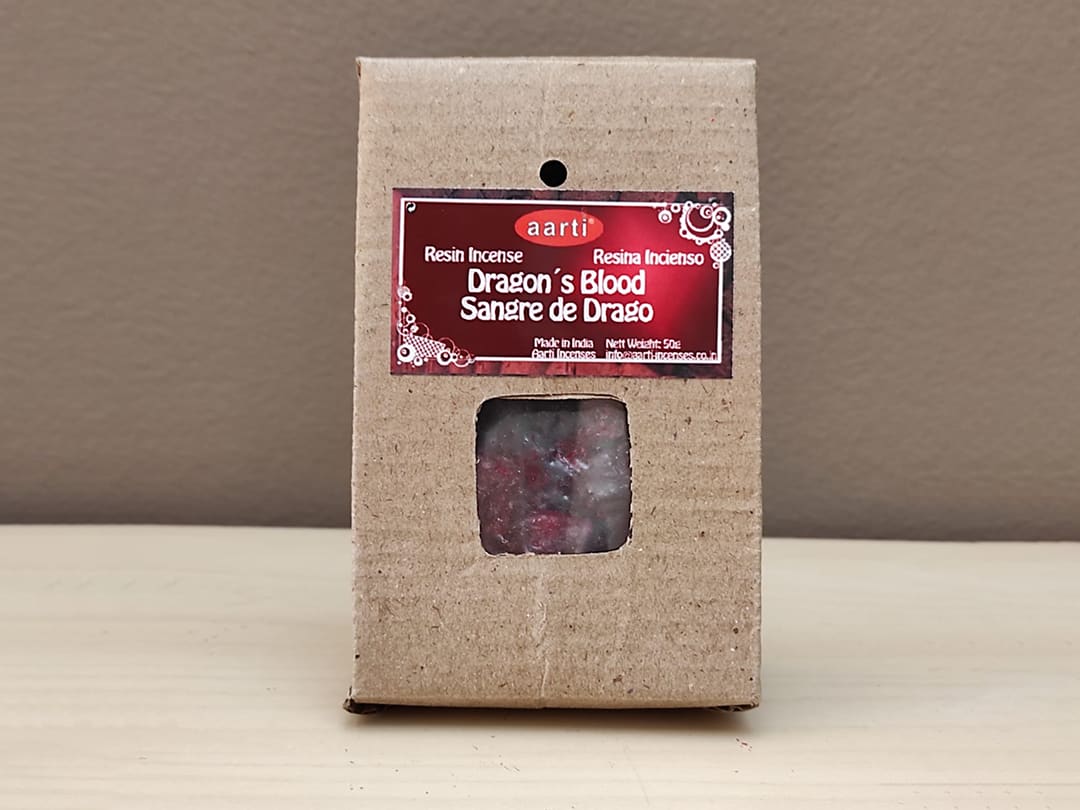 aarti®
Resin Incense Resina Incienso
Dragon´s Blood
Sangre de Drago
Made in India Nett Weight: 50g
Aarti Incenses info@aarti-incenses.co.in